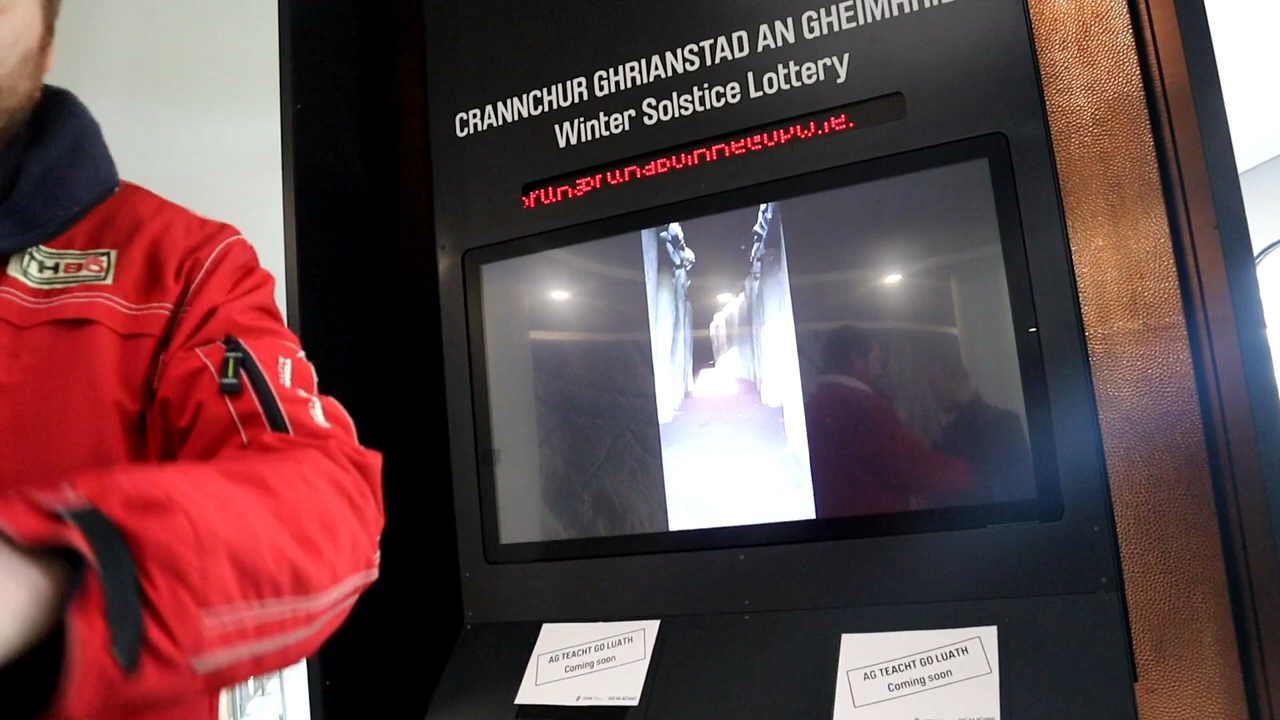 CRANNCHUR GHRIANSTAD AN GHEIMHRIDH
Winter Solstice Lottery
AG TEACHT GO LUATH
Coming soon
AG TEACHT GO LUATH
Coming soon